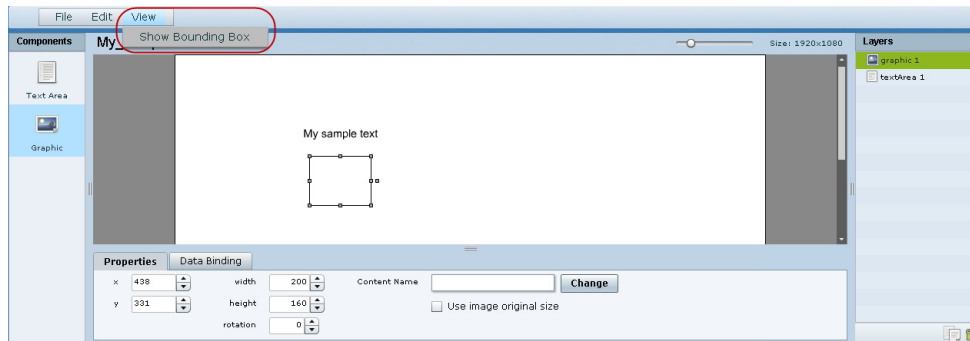 File Edit View
Show Bounding Box
Components
My_
Size: 1920x1080
Layers
Text Area
Graphic
graphic 1
textArea 1
My sample text
Properties Data Binding
x 438 width 200 Content Name Change
y 331 height 160 Use image original size
rotation 0